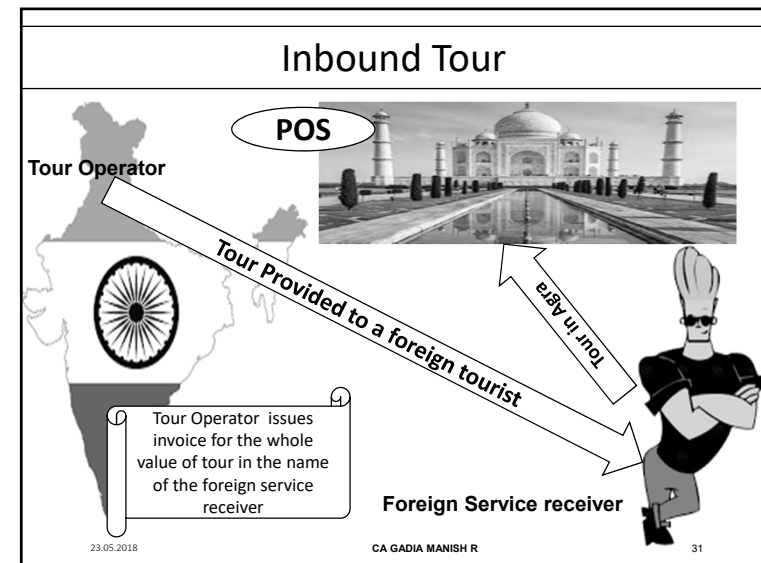 Inbound Tour
POS
Tour Operator
Tour Provided to a foreign tourist
Tour in Agra
Tour Operator issues
invoice for the whole
value of tour in the name
of the foreign service
receiver
Foreign Service receiver
23.05.2018
CA GADIA MANISH R
31